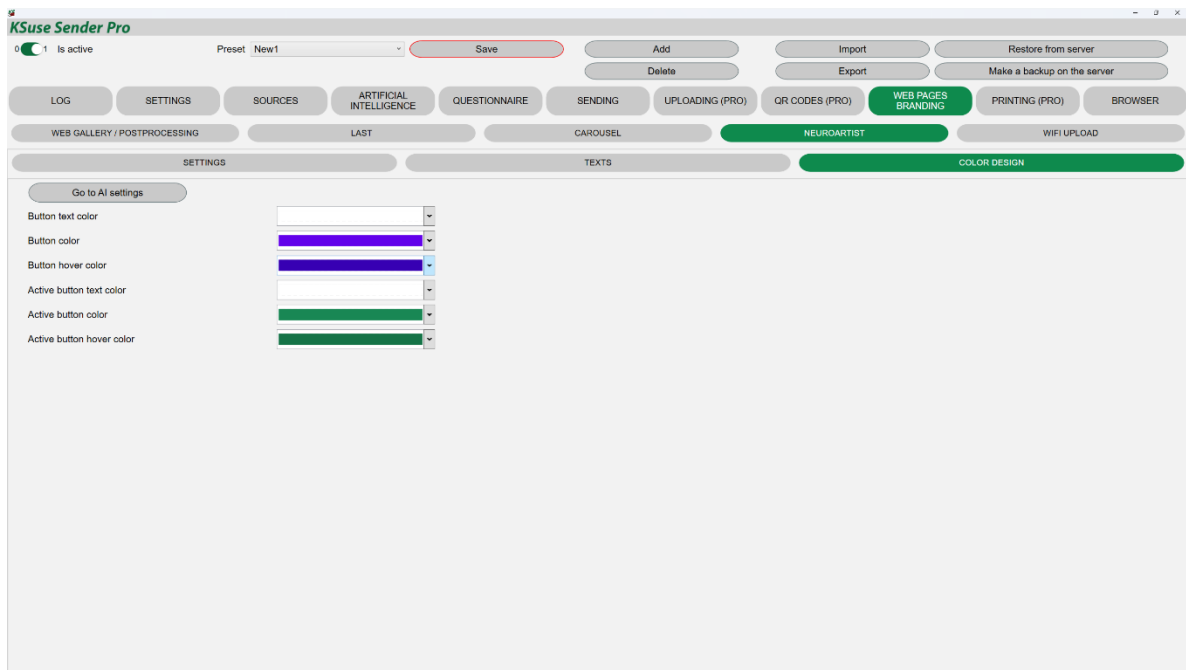 KSuse Sender Pro
0 1 Is active Preset New1 Save Add Import Restore from server
Delete Export Make a backup on the server
LOG SETTINGS SOURCES ARTIFICIAL INTELLIGENCE QUESTIONNAIRE SENDING UPLOADING (PRO) QR CODES (PRO) WEB PAGES BRANDING PRINTING (PRO) BROWSER
WEB GALLERY / POSTPROCESSING LAST CAROUSEL NEUROARTIST WIFI UPLOAD
SETTINGS TEXTS COLOR DESIGN
Go to AI settings
Button text color
Button color
Button hover color
Active button text color
Active button color
Active button hover color